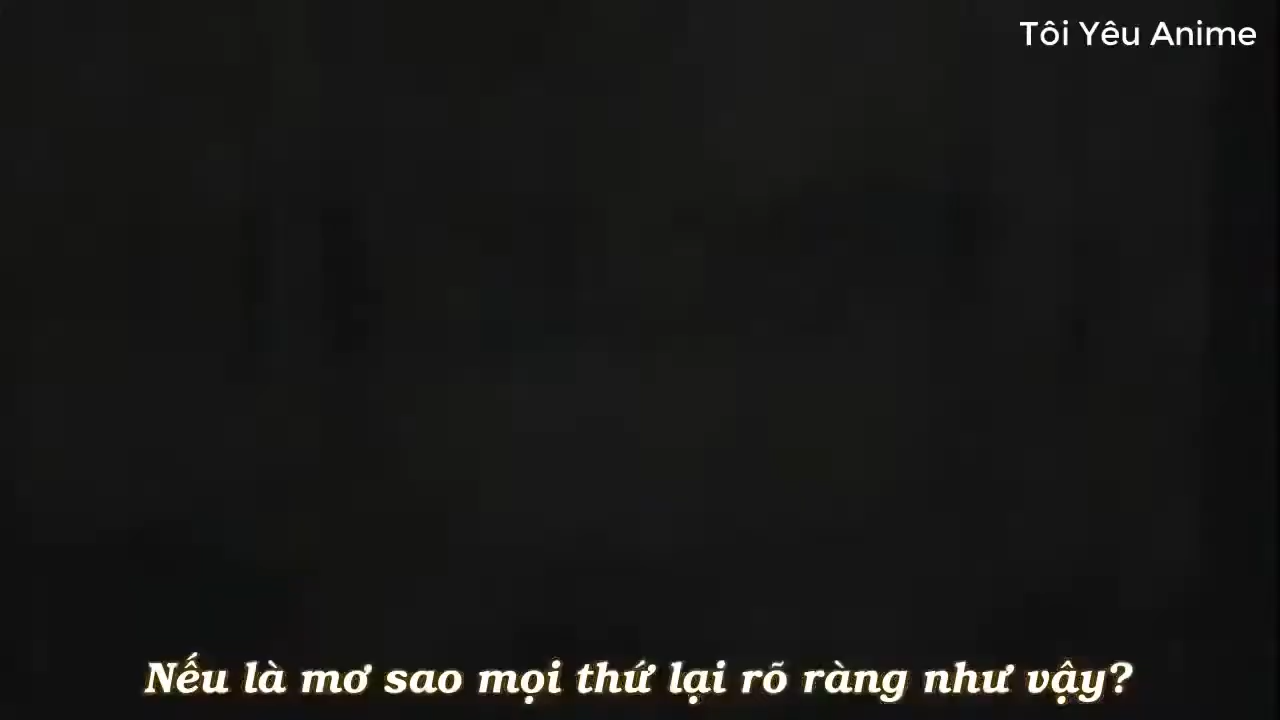 Tôi Yêu Anime
Nếu là mơ sao mọi thứ lại rõ ràng như vậy?